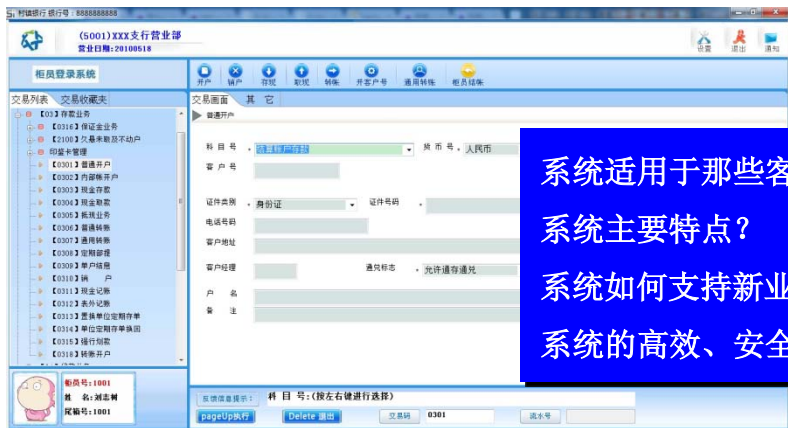 村镇银行 银行号：8888888888
(5001)XXX支行营业部
营业日期:20100518
设置 退出 通知
柜员登录系统
开户 销户 存现 取现 转帐 开客户号 通用转帐 柜员结帐
交易列表 交易收藏夹
交易画面 其 它
普通开户
【03】存款业务
【0316】保证金业务
【2100】久悬未取及不动户
印鉴卡管理
【0301】普通开户
【0302】内部帐开户
【0303】现金存款
【0304】现金取款
【0305】抵现业务
【0306】普通转账
【0307】通用转账
【0308】定期部提
【0309】单户结息
【0310】销 户
【0311】现金记账
【0312】表外记账
【0313】置换单位定期存单
【0314】单位定期存单换回
【0315】强行划款
【0318】转账开户
科 目 号 货 币 号 人民币
客 户 号
证件类别 身份证 证件号码
电话号码
客户地址
客户经理 通兑标志 允许通存通兑
户 名
备 注
系统适用于那些客
系统主要特点？
系统如何支持新业
系统的高效、安全
柜员号:1001
姓 名:刘志树
尾箱号:1001
反馈信息提示： 科 目 号:(按左右键进行选择)
pageUp执行 Delete 退出 交易码 0301 流水号